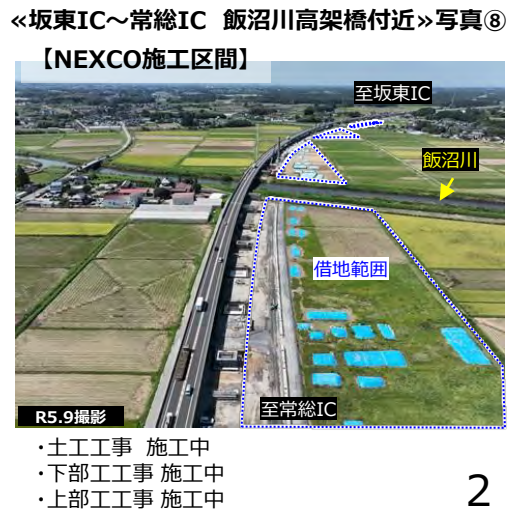 ≪坂東IC～常総IC 飯沼川高架橋付近≫写真⑧
【NEXCO施工区間】
至坂東IC
飯沼川
借地範囲
至常総IC
R5.9撮影
・土工工事 施工中
・下部工工事 施工中
・上部工工事 施工中
2